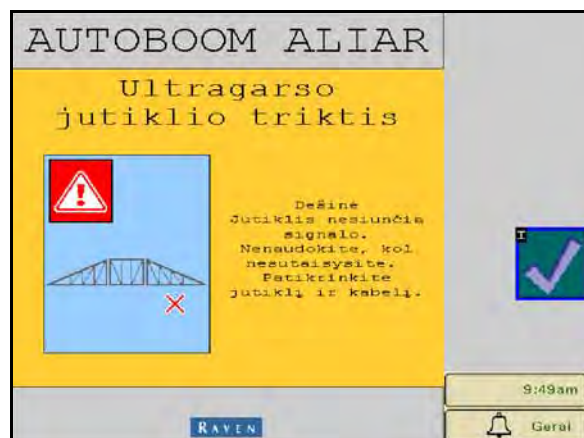 AUTOBOOM ALIAR
Ultragarso
jutiklio triktis
Dešinė
Jutiklis nesiunčia
signalo.
Nenaudokite, kol
nesutaisysite.
Patikrinkite
jutiklį ir kabelį.
I
9:49am
RAVEN
Gerai